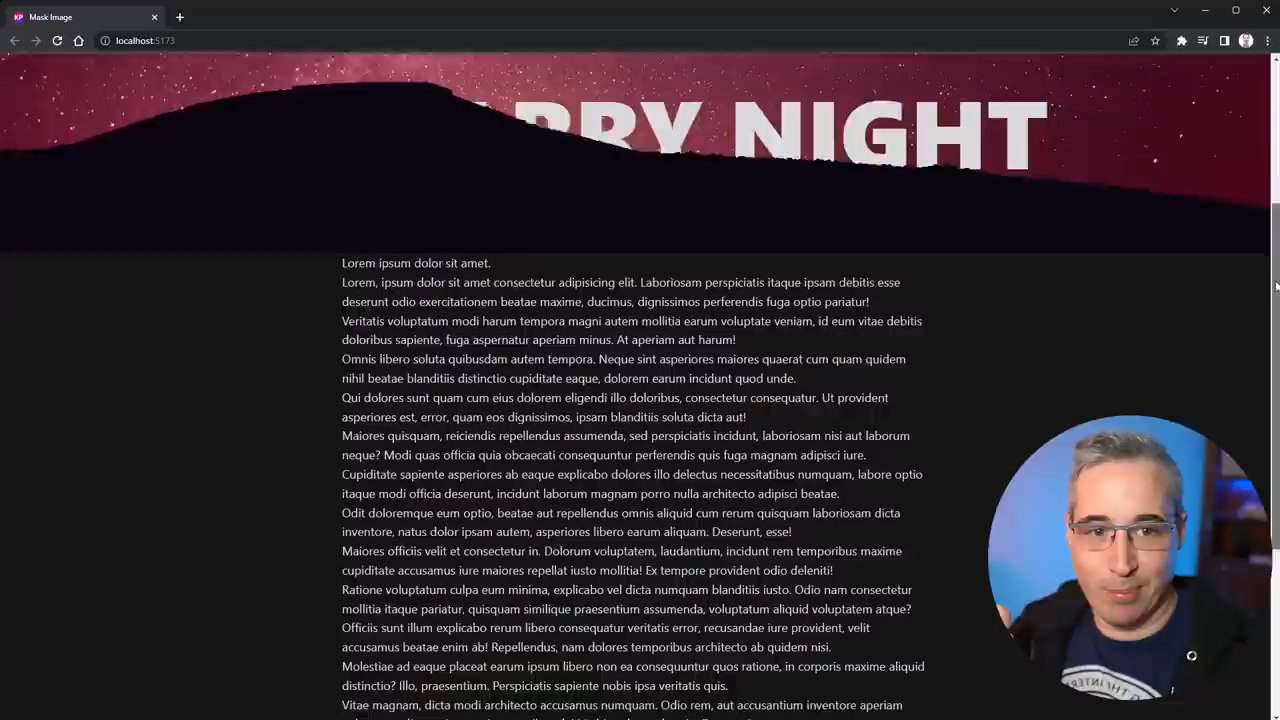 KP
Mask Image
localhost:5173
ARRY NIGHT
Lorem ipsum dolor sit amet.
Lorem, ipsum dolor sit amet consectetur adipisicing elit. Laboriosam perspiciatis itaque ipsam debitis esse
deserunt odio exercitationem beatae maxime, ducimus, dignissimos perferendis fuga optio pariatur!
Veritatis voluptatum modi harum tempora magni autem mollitia earum voluptate veniam, id eum vitae debitis
doloribus sapiente, fuga aspernatur aperiam minus. At aperiam aut harum!
Omnis libero soluta quibusdam autem tempora. Neque sint asperiores maiores quaerat cum quam quidem
nihil beatae blanditiis distinctio cupiditate eaque, dolorem earum incidunt quod unde.
Qui dolores sunt quam cum eius dolorem eligendi illo doloribus, consectetur consequatur. Ut provident
asperiores est, error, quam eos dignissimos, ipsam blanditiis soluta dicta aut!
Maiores quisquam, reiciendis repellendus assumenda, sed perspiciatis incidunt, laboriosam nisi aut laborum
neque? Modi quas officia quia obcaecati consequuntur perferendis quis fuga magnam adipisci iure.
Cupiditate sapiente asperiores ab eaque explicabo dolores illo delectus necessitatibus numquam, labore optio
itaque modi officia deserunt, incidunt laborum magnam porro nulla architecto adipisci beatae.
Odit doloremque eum optio, beatae aut repellendus omnis aliquid cum rerum quisquam laboriosam dicta
inventore, natus dolor ipsam autem, asperiores libero earum aliquam. Deserunt, esse!
Maiores officiis velit et consectetur in. Dolorum voluptatem, laudantium, incidunt rem temporibus maxime
cupiditate accusamus iure maiores repellat iusto mollitia! Ex tempore provident odio deleniti!
Ratione voluptatum culpa eum minima, explicabo vel dicta numquam blanditiis iusto. Odio nam consectetur
mollitia itaque pariatur, quisquam similique praesentium assumenda, voluptatum aliquid voluptatem atque?
Officiis sunt illum explicabo rerum libero consequatur veritatis error, recusandae iure provident, velit
accusamus beatae enim ab! Repellendus, nam dolores temporibus architecto ab quidem nisi.
Molestiae ad eaque placeat earum ipsum libero non ea consequuntur quos ratione, in corporis maxime aliquid
distinctio? Illo, praesentium. Perspiciatis sapiente nobis ipsa veritatis quis.
Vitae magnam, dicta modi architecto accusamus numquam. Odio rem, aut accusantium inventore aperiam